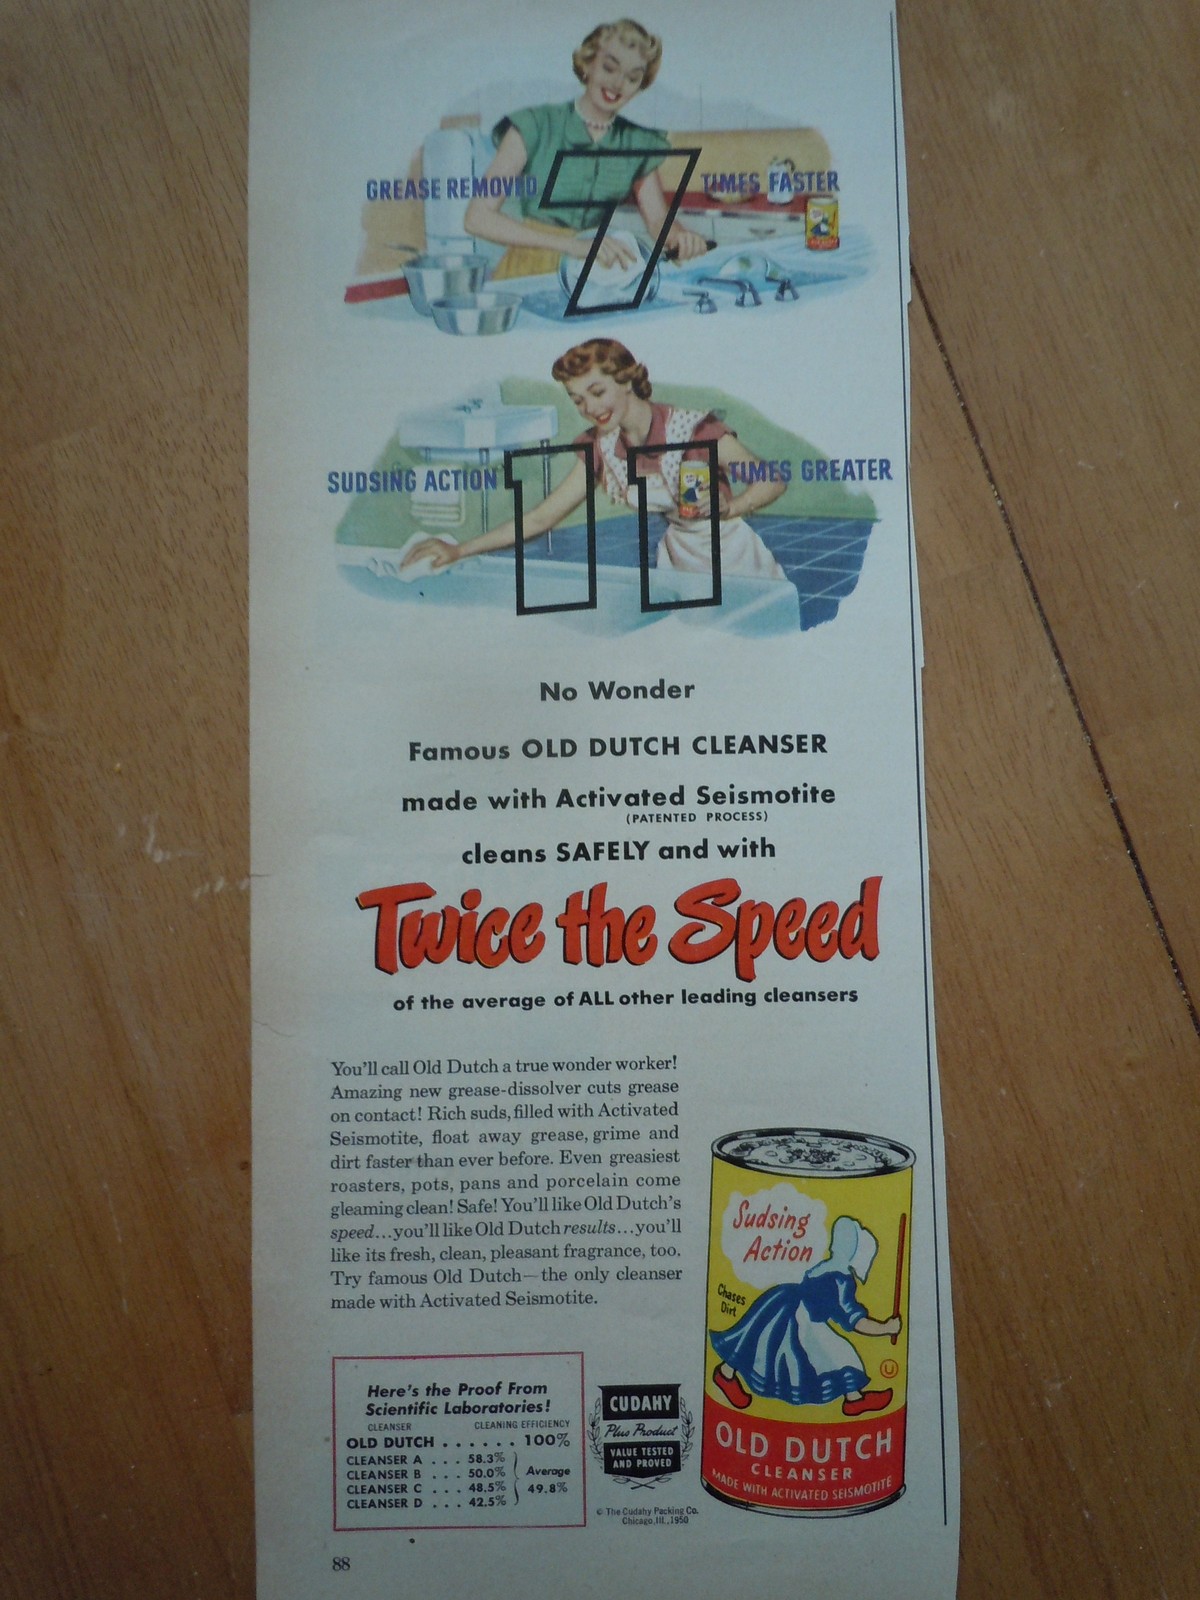 GREASE REMOVED 7 TIMES FASTER
SUDSING ACTION 11 TIMES GREATER
No Wonder
Famous OLD DUTCH CLEANSER
made with Activated Seismotite
(PATENTED PROCESS)
cleans SAFELY and with
Twice the Speed
of the average of ALL other leading cleansers
You'll call Old Dutch a true wonder worker!
Amazing new grease-dissolver cuts grease
on contact! Rich suds, filled with Activated
Seismotite, float away grease, grime and
dirt faster than ever before. Even greasiest
roasters, pots, pans and porcelain come
gleaming clean! Safe! You'll like Old Dutch's
speed...you'll like Old Dutch results...you'll
like its fresh, clean, pleasant fragrance, too.
Try famous Old Dutch—the only cleanser
made with Activated Seismotite.
Here's the Proof From
Scientific Laboratories!
CLEANSER CLEANING EFFICIENCY
OLD DUTCH . . . . . . 100%
CLEANSER A . . . 58.3%
CLEANSER B . . . 50.0%
CLEANSER C . . . 48.5%
CLEANSER D . . . 42.5%
Average
49.8%
CUDAHY
Plus Product
VALUE TESTED
AND PROVED
© The Cudahy Packing Co.
Chicago, Ill., 1950
Sudsing
Action
Chases
Dirt
U
OLD DUTCH
CLEANSER
MADE WITH ACTIVATED SEISMOTITE
88